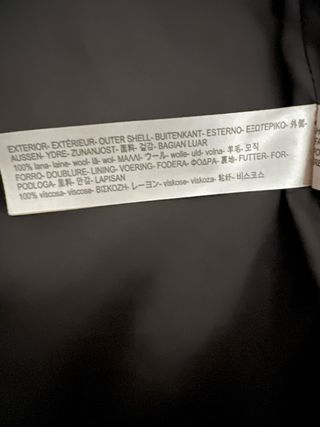 EXTERIOR- EXTÉRIEUR- OUTER SHELL- BUITENKANT- ESTERNO- ΕΞΩΤΕΡΙΚΟ- 外側-
AUSSEN- YDRE- ZUNANJOST- 面料- 겉감- BAGIAN LUAR
100% lana- laine- wool- lã- wol- ΜΑΛΛΙ- ウール- wolle- uld- volna- 羊毛- 모직
FORRO- DOUBLURE- LINING- VOERING- FODERA- ΦΟΔΡΑ- 裏地- FUTTER- FOR-
PODLOGA- 里料- 안감- LAPISAN
100% viscosa- viscose- ΒΙΣΚΟΖΗ- レーヨン- viskose- viskoza- 粘纤- 비스코스